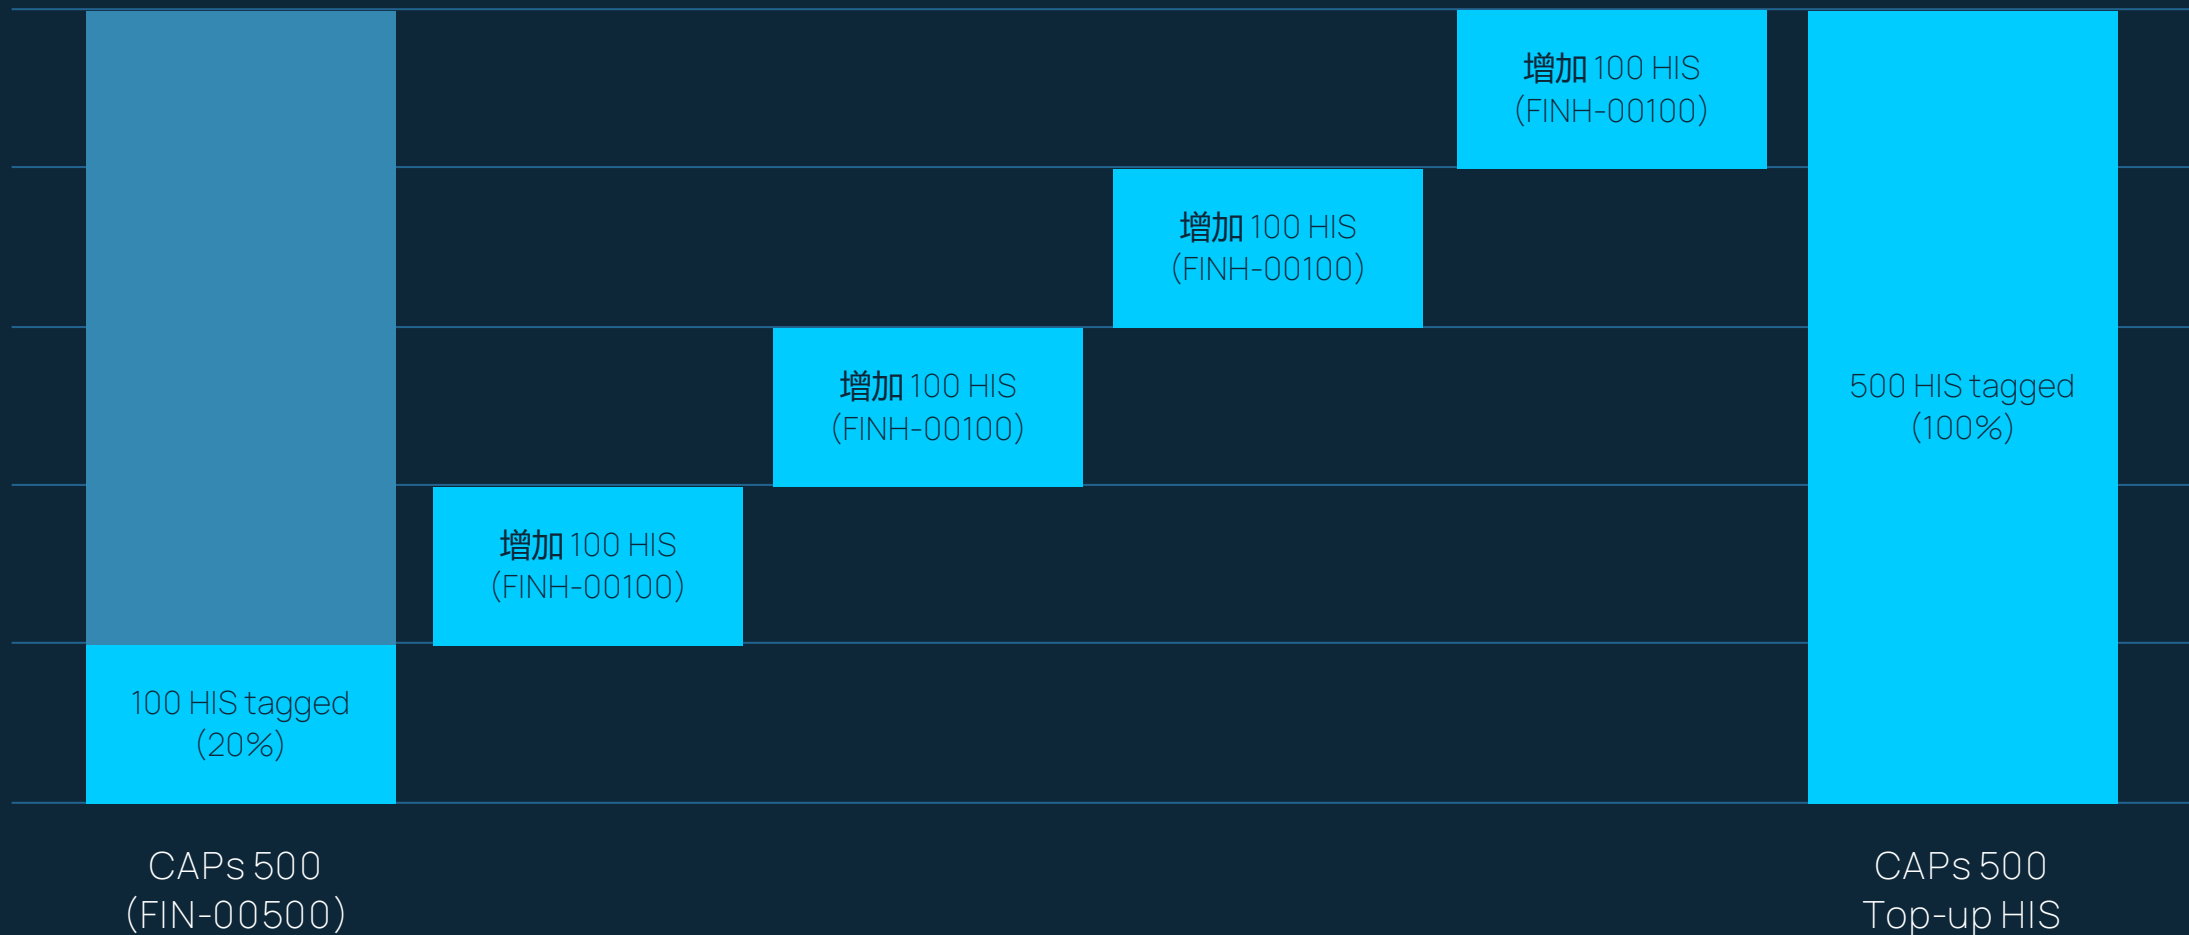 增加 100 HIS
(FINH-00100)
增加 100 HIS
(FINH-00100)
增加 100 HIS
(FINH-00100)
500 HIS tagged
(100%)
增加 100 HIS
(FINH-00100)
100 HIS tagged
(20%)
CAPs 500
(FIN-00500)
CAPs 500
Top-up HIS